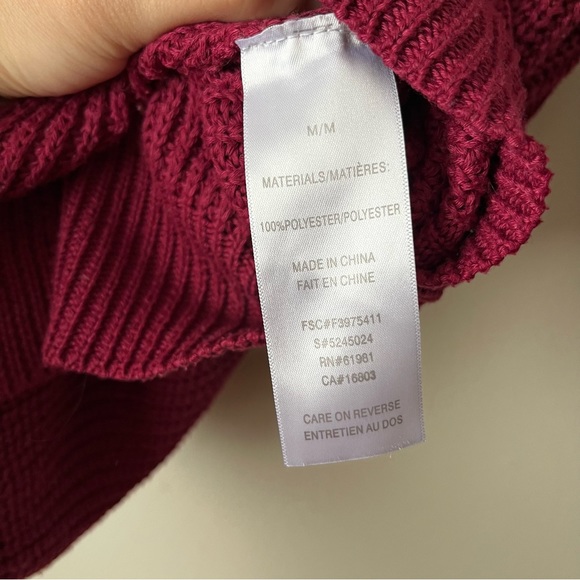 M/M
MATERIALS/MATIÈRES:
100%POLYESTER/POLYESTER
MADE IN CHINA
FAIT EN CHINE
FSC#F3975411
S#5245024
RN#61961
CA#16803
CARE ON REVERSE
ENTRETIEN AU DOS